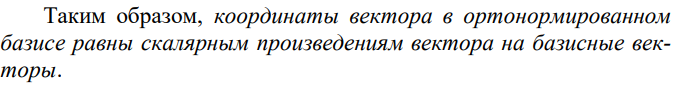 Таким образом, координаты вектора в ортонормированном
базисе равны скалярным произведениям вектора на базисные век-
торы.